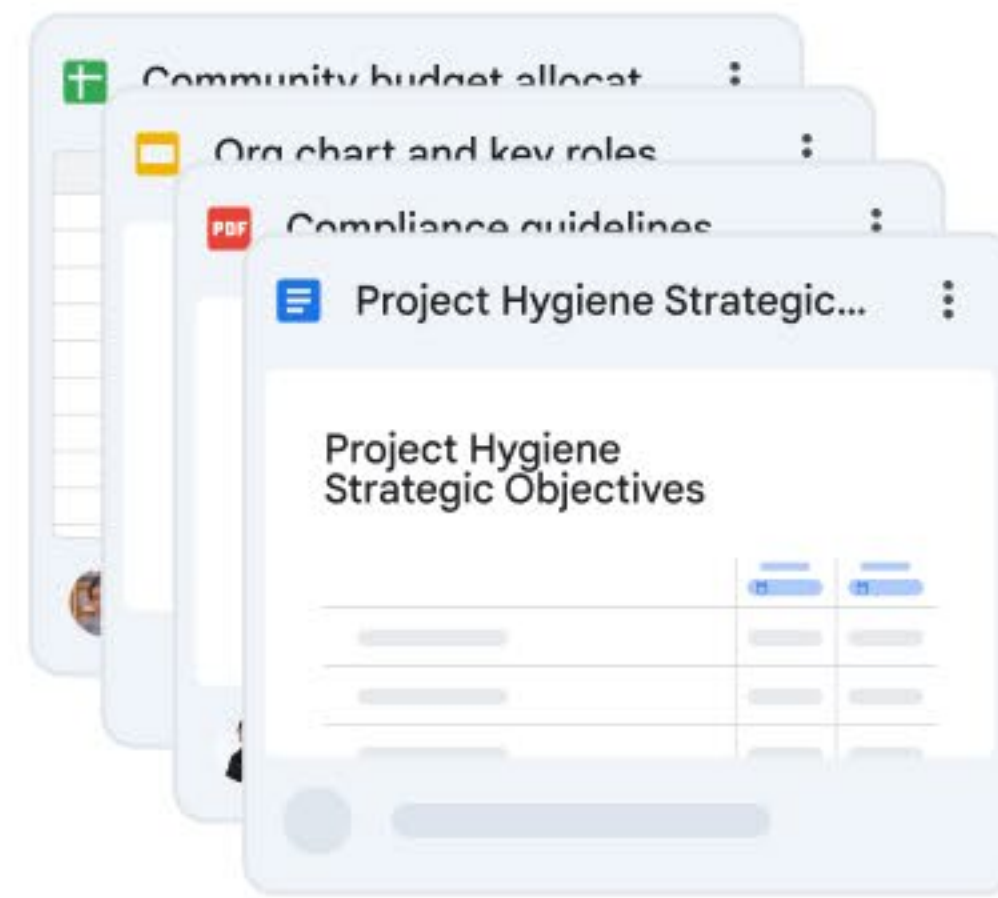 Community budget allocat
Org chart and key roles
PDF
Compliance guidelines
Project Hygiene Strategic...
Project Hygiene
Strategic Objectives